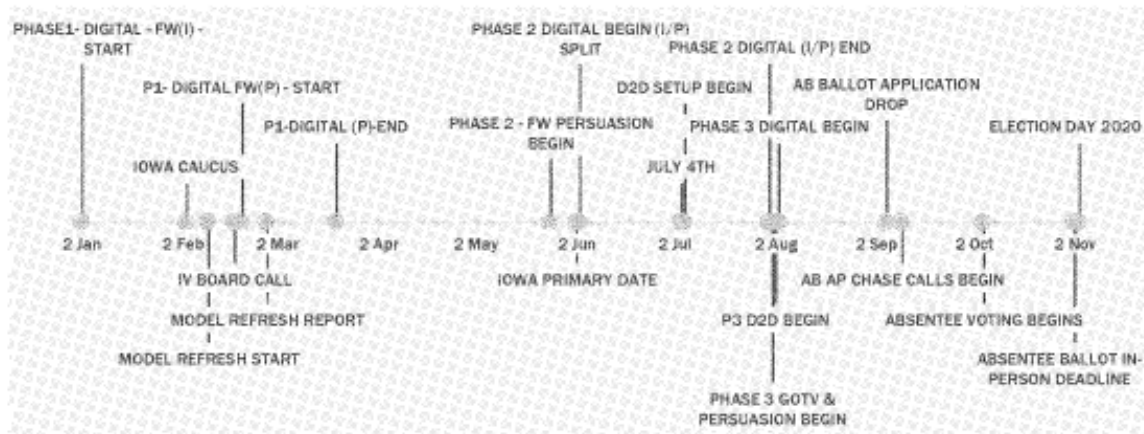 PHASE1- DIGITAL - FW(I) -
START
PHASE 2 DIGITAL BEGIN (I/P)
SPLIT
PHASE 2 DIGITAL (I/P) END
P1- DIGITAL FW(P) - START
D2D SETUP BEGIN
AB BALLOT APPLICATION
DROP
P1-DIGITAL (P)-END
PHASE 2 - FW PERSUASION
BEGIN
PHASE 3 DIGITAL BEGIN
ELECTION DAY 2020
IOWA CAUCUS
JULY 4TH
2 Jan
2 Feb
2 Mar
2 Apr
2 May
2 Jun
2 Jul
2 Aug
2 Sep
2 Oct
2 Nov
IV BOARD CALL
IOWA PRIMARY DATE
AB AP CHASE CALLS BEGIN
MODEL REFRESH REPORT
P3 D2D BEGIN
ABSENTEE VOTING BEGINS
MODEL REFRESH START
ABSENTEE BALLOT IN-
PERSON DEADLINE
PHASE 3 GOTV &
PERSUASION BEGIN